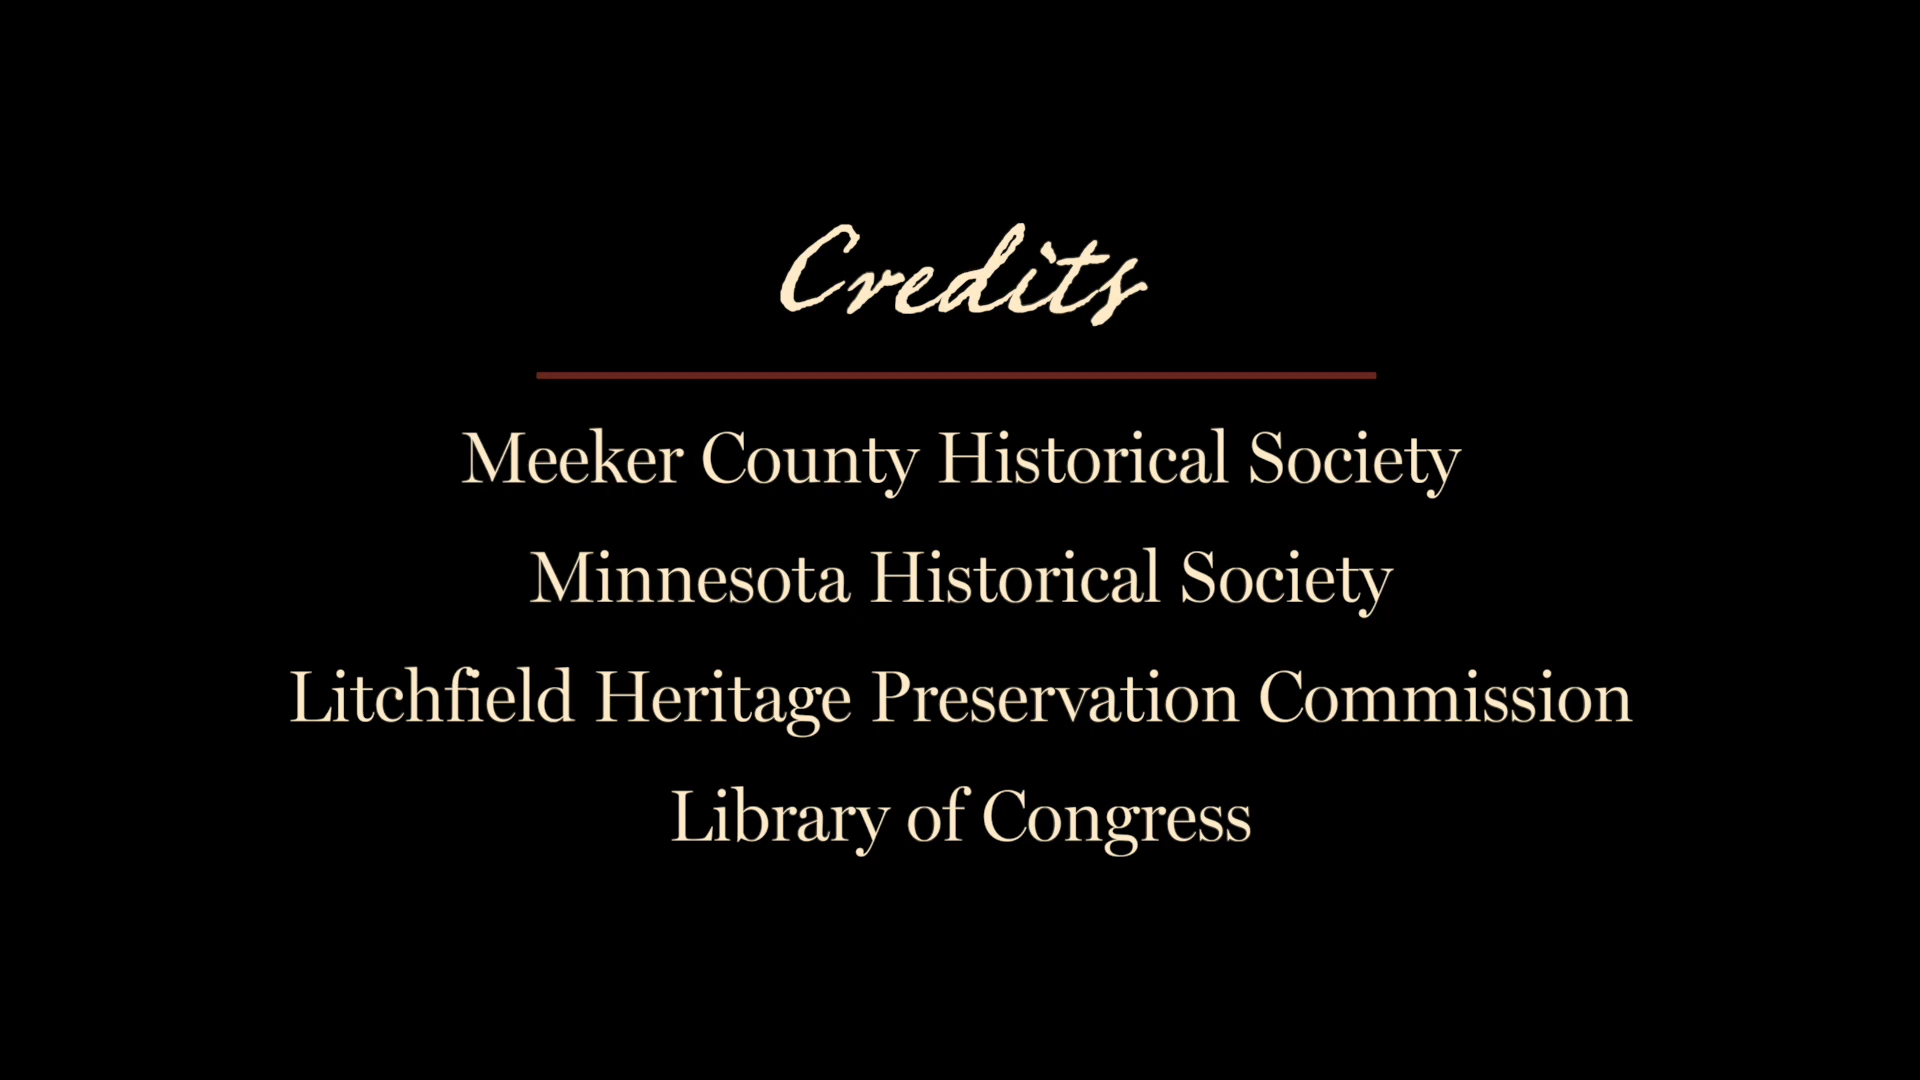 Credits
Meeker County Historical Society
Minnesota Historical Society
Litchfield Heritage Preservation Commission
Library of Congress